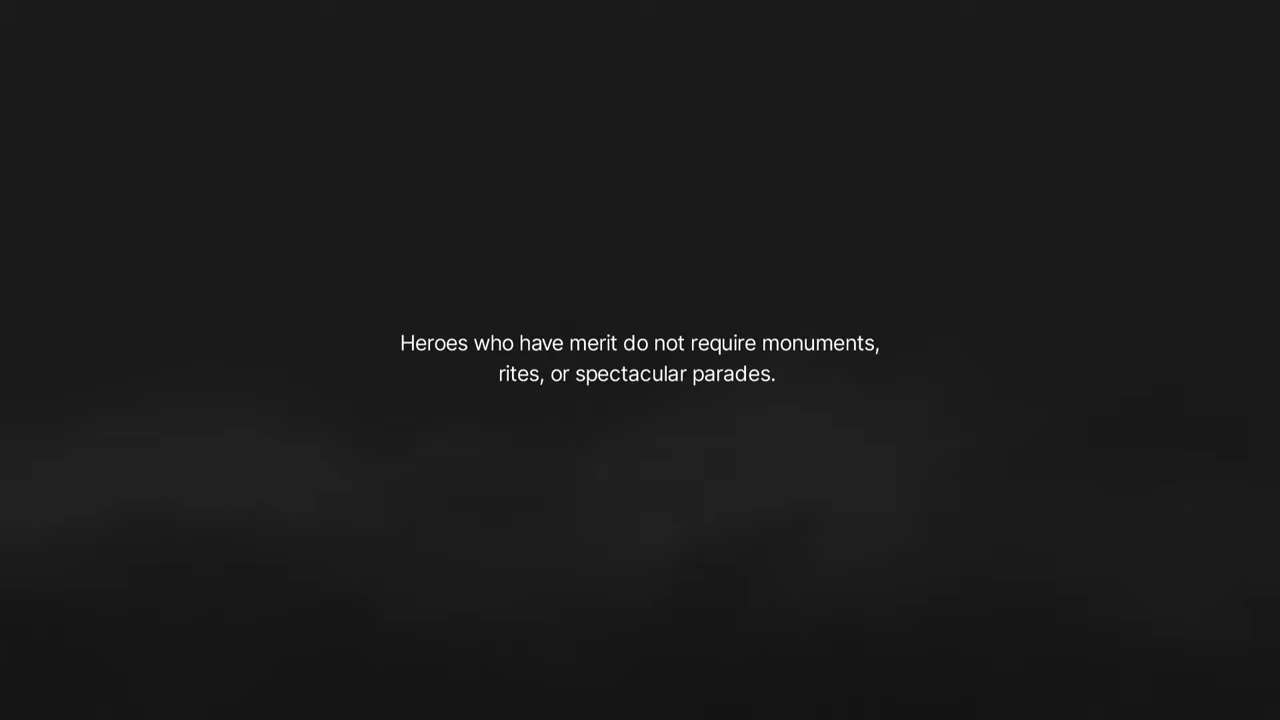 Heroes who have merit do not require monuments,
rites, or spectacular parades.